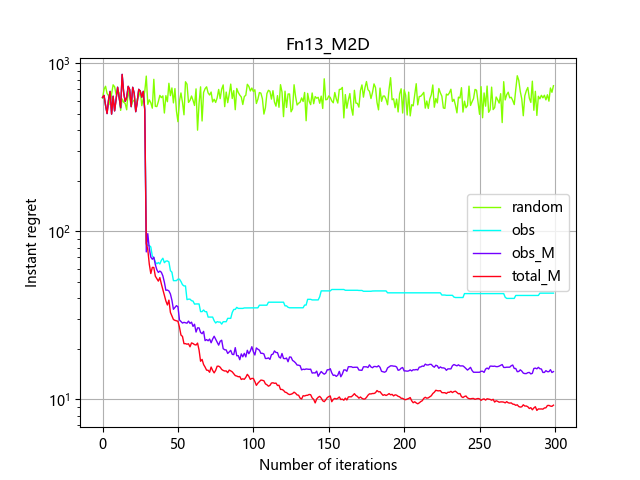 Fn13_M2D
Instant regret
10³
10²
10¹
random
obs
obs_M
total_M
0 50 100 150 200 250 300
Number of iterations